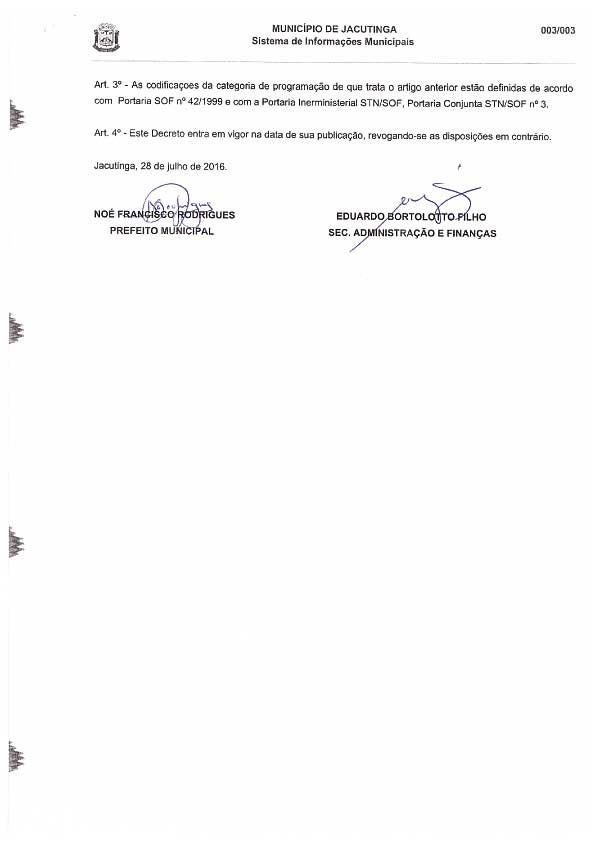 MUNICÍPIO DE JACUTINGA
Sistema de Informações Municipais
003/003
Art. 3º - As codificaçoes da categoria de programação de que trata o artigo anterior estão definidas de acordo
com Portaria SOF nº 42/1999 e com a Portaria Inerministerial STN/SOF, Portaria Conjunta STN/SOF nº 3.
Art. 4º - Este Decreto entra em vigor na data de sua publicação, revogando-se as disposições em contrário.
Jacutinga, 28 de julho de 2016.
NOÉ FRANCISCO RODRIGUES
PREFEITO MUNICIPAL
EDUARDO BORTOLOTTO FILHO
SEC. ADMINISTRAÇÃO E FINANÇAS